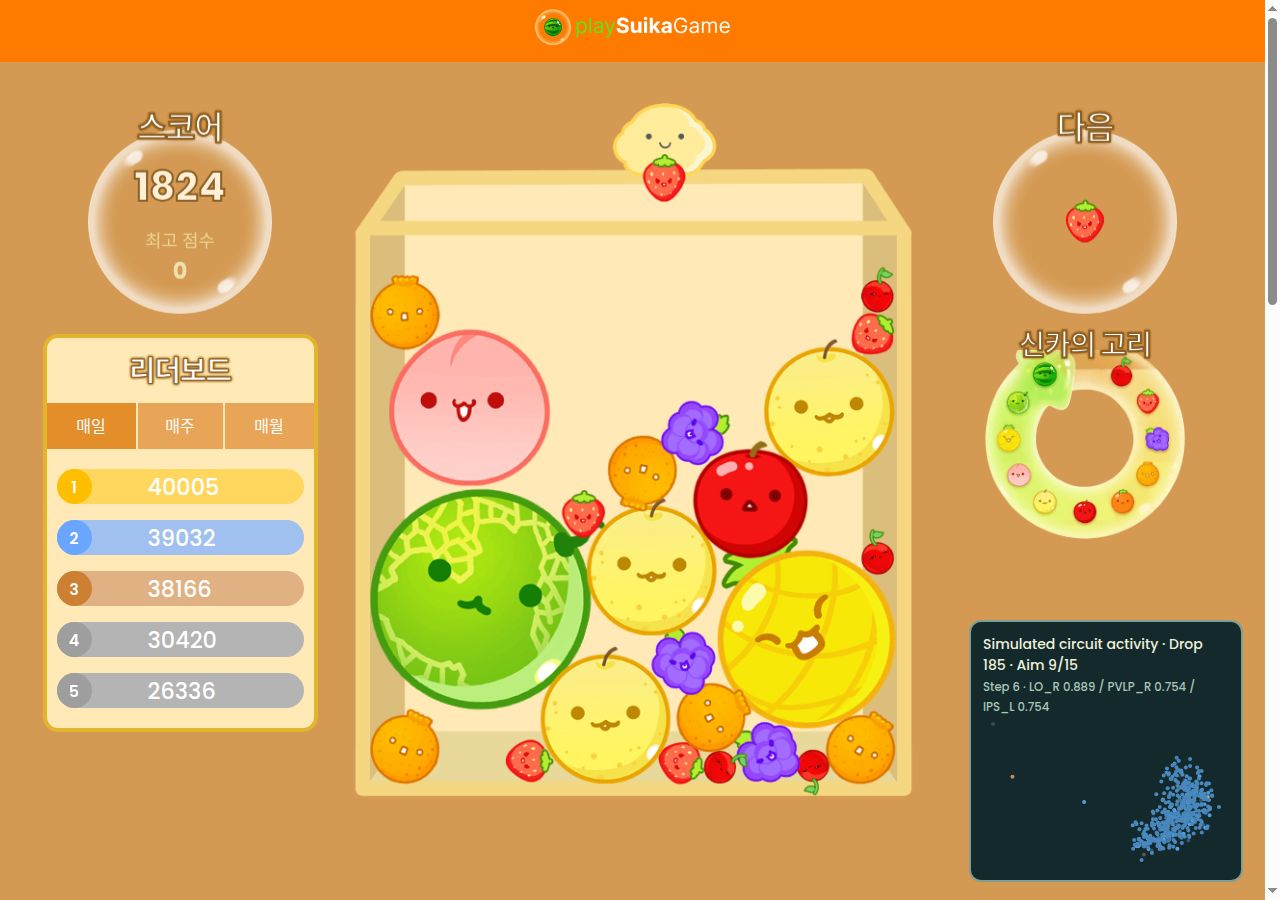 playSuikaGame
스코어
1824
최고 점수
0
다음
신카의 고리
리더보드
매일 매주 매월
1 40005
2 39032
3 38166
4 30420
5 26336
Simulated circuit activity · Drop
185 · Aim 9/15
Step 6 · LO_R 0.889 / PVLP_R 0.754 /
IPS_L 0.754